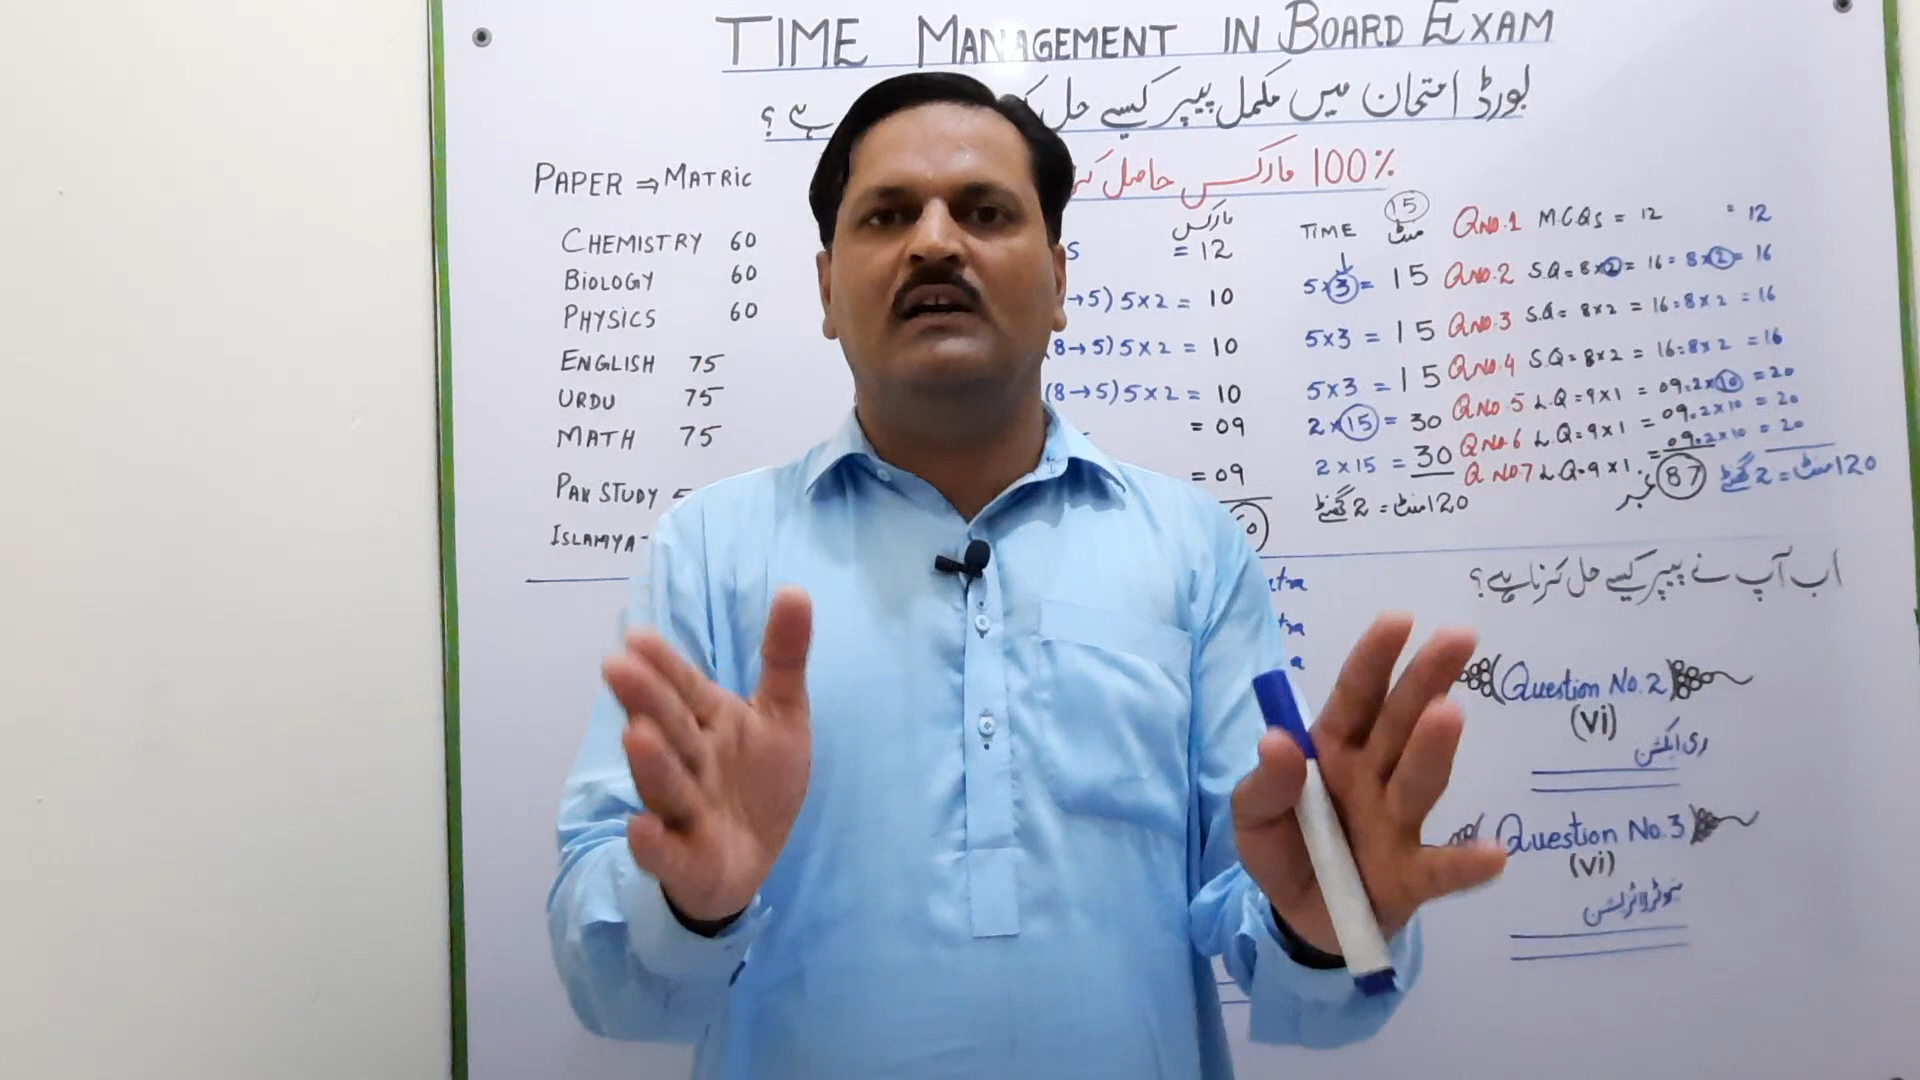 TIME MANAGEMENT IN BOARD EXAM
بورڈ امتحان میں مکمل پیپر کیسے حل ہے ؟
100% مارکس حاصل
PAPER ⇒ MATRIC
CHEMISTRY 60
BIOLOGY 60
PHYSICS 60
ENGLISH 75
URDU 75
MATH 75
PAK STUDY
ISLAMYA
مارکس
= 12
→5) 5×2 = 10
(8→5) 5×2 = 10
(8→5) 5×2 = 10
= 09
= 09
TIME 15 منٹ
5×3 = 15
5×3 = 15
5×3 = 15
2×15 = 30
2×15 = 30
120 منٹ = 2 گھنٹے
Q NO.1 M.C.Qs = 12 = 12
Q NO.2 S.Q = 8×2 = 16 = 8×2 = 16
Q NO.3 S.Q = 8×2 = 16 = 8×2 = 16
Q NO.4 S.Q = 8×2 = 16 = 8×2 = 16
Q NO.5 L.Q = 9×1 = 09 = 2×10 = 20
Q NO.6 L.Q = 9×1 = 09 = 2×10 = 20
Q NO.7 L.Q = 9×1 = 09 = 2×10 = 20
87 نمبر
120 منٹ = 2 گھنٹے
اب آپ نے پیپر کیسے حل کرنا ہے؟
(Question No.2)
(vi)
ری ایکشن
(Question No.3)
(vi)
نیوٹرلائزیشن